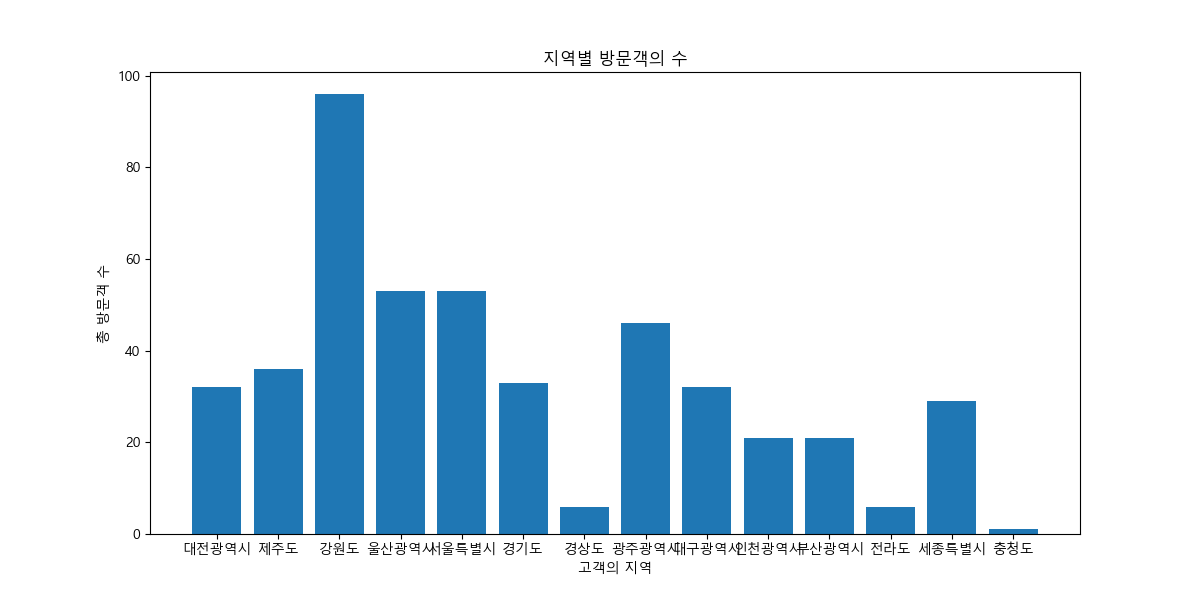 지역별 방문객의 수
총 방문객 수
100
80
60
40
20
0
대전광역시 제주도 강원도 울산광역시 서울특별시 경기도 경상도 광주광역시 대구광역시 인천광역시 부산광역시 전라도 세종특별시 충청도
고객의 지역